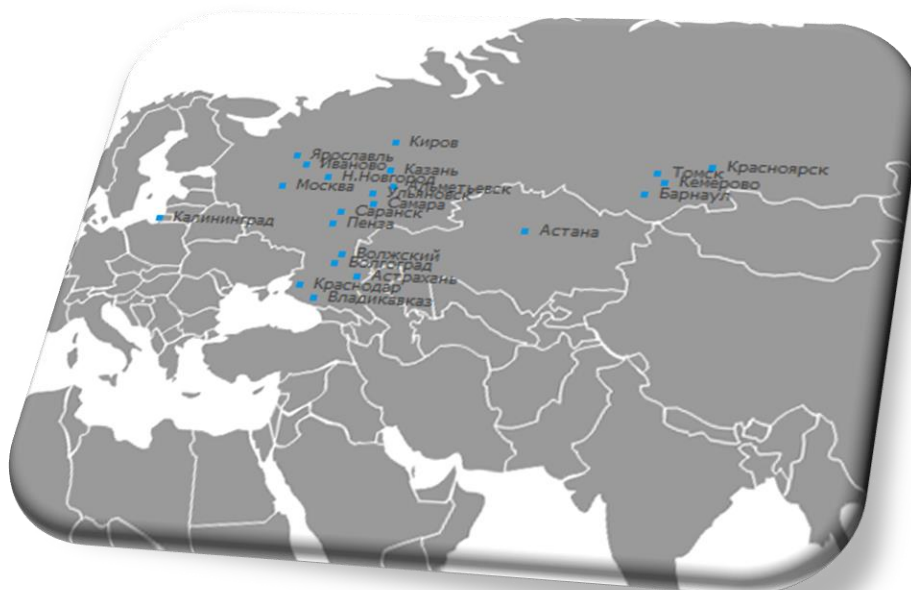 Киров
Ярославль
Иваново
Казань
Н.Новгород
Москва
Альметьевск
Ульяновск
Самара
Саранск
Пенза
Калининград
Красноярск
Томск
Кемерово
Барнаул
Астана
Волжский
Волгоград
Астрахань
Краснодар
Владикавказ